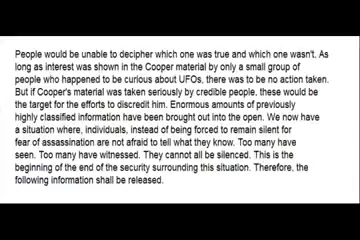 People would be unable to decipher which one was true and which one wasn't. As
long as interest was shown in the Cooper material by only a small group of
people who happened to be curious about UFOs, there was to be no action taken.
But if Cooper's material was taken seriously by credible people, these would be
the target for the efforts to discredit him. Enormous amounts of previously
highly classified information have been brought out into the open. We now have
a situation where, individuals, instead of being forced to remain silent for
fear of assassination are not afraid to tell what they know. Too many have
seen. Too many have witnessed. They cannot all be silenced. This is the
beginning of the end of the security surrounding this situation. Therefore, the
following information shall be released.